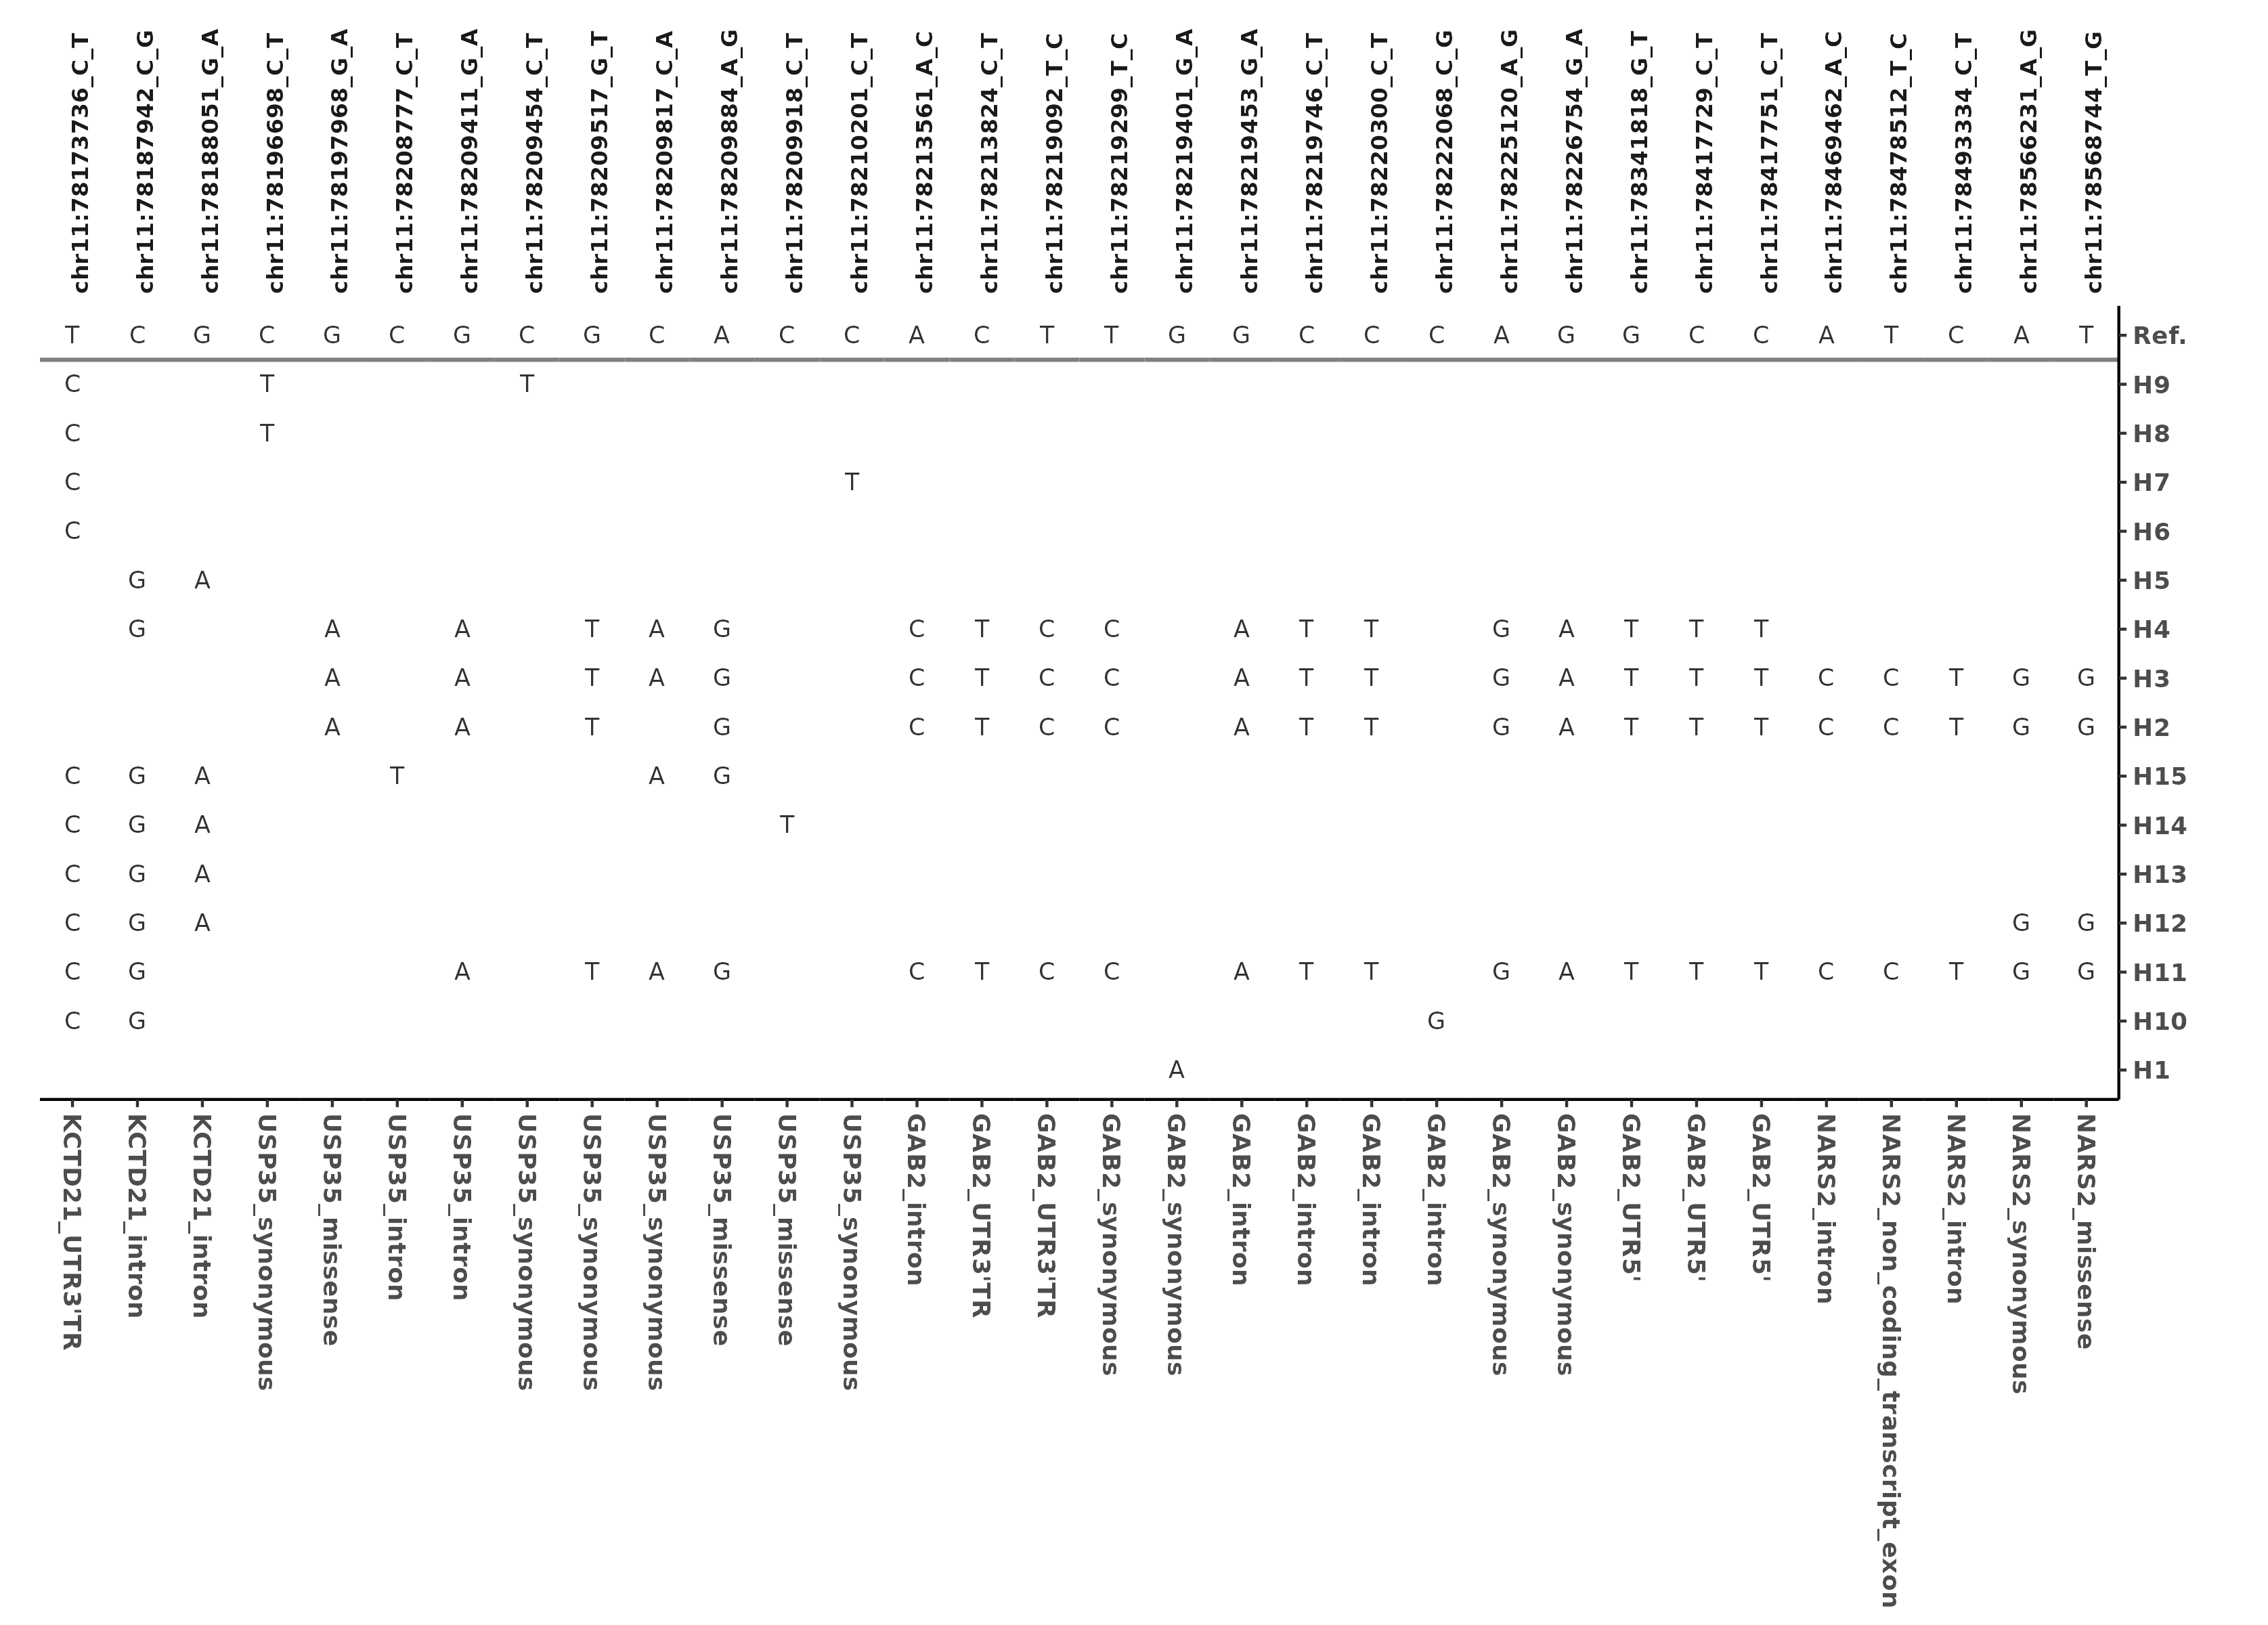 chr11:78173736_C_T chr11:78187942_C_G chr11:78188051_G_A chr11:78196698_C_T chr11:78197968_G_A chr11:78208777_C_T chr11:78209411_G_A chr11:78209454_C_T chr11:78209517_G_T chr11:78209817_C_A chr11:78209884_A_G chr11:78209918_C_T chr11:78210201_C_T chr11:78213561_A_C chr11:78213824_C_T chr11:78219092_T_C chr11:78219299_T_C chr11:78219401_G_A chr11:78219453_G_A chr11:78219746_C_T chr11:78220300_C_T chr11:78222068_C_G chr11:78225120_A_G chr11:78226754_G_A chr11:78341818_G_T chr11:78417729_C_T chr11:78417751_C_T chr11:78469462_A_C chr11:78478512_T_C chr11:78493334_C_T chr11:78566231_A_G chr11:78568744_T_G
T C G C G C G C G C A C C A C T T G G C C C A G G C C A T C A T Ref.
C T T H9
C T H8
C T H7
C H6
G A H5
G A A T A G C T C C A T T G A T T T H4
A A T A G C T C C A T T G A T T T C C T G G H3
A A T G C T C C A T T G A T T T C C T G G H2
C G A T A G H15
C G A T H14
C G A H13
C G A G G H12
C G A T A G C T C C A T T G A T T T C C T G G H11
C G G H10
A H1
KCTD21_UTR3'TR KCTD21_intron KCTD21_intron USP35_synonymous USP35_missense USP35_intron USP35_intron USP35_synonymous USP35_synonymous USP35_synonymous USP35_missense USP35_missense USP35_synonymous GAB2_intron GAB2_UTR3'TR GAB2_UTR3'TR GAB2_synonymous GAB2_synonymous GAB2_intron GAB2_intron GAB2_intron GAB2_intron GAB2_synonymous GAB2_synonymous GAB2_UTR5' GAB2_UTR5' GAB2_UTR5' NARS2_intron NARS2_non_coding_transcript_exon NARS2_intron NARS2_synonymous NARS2_missense